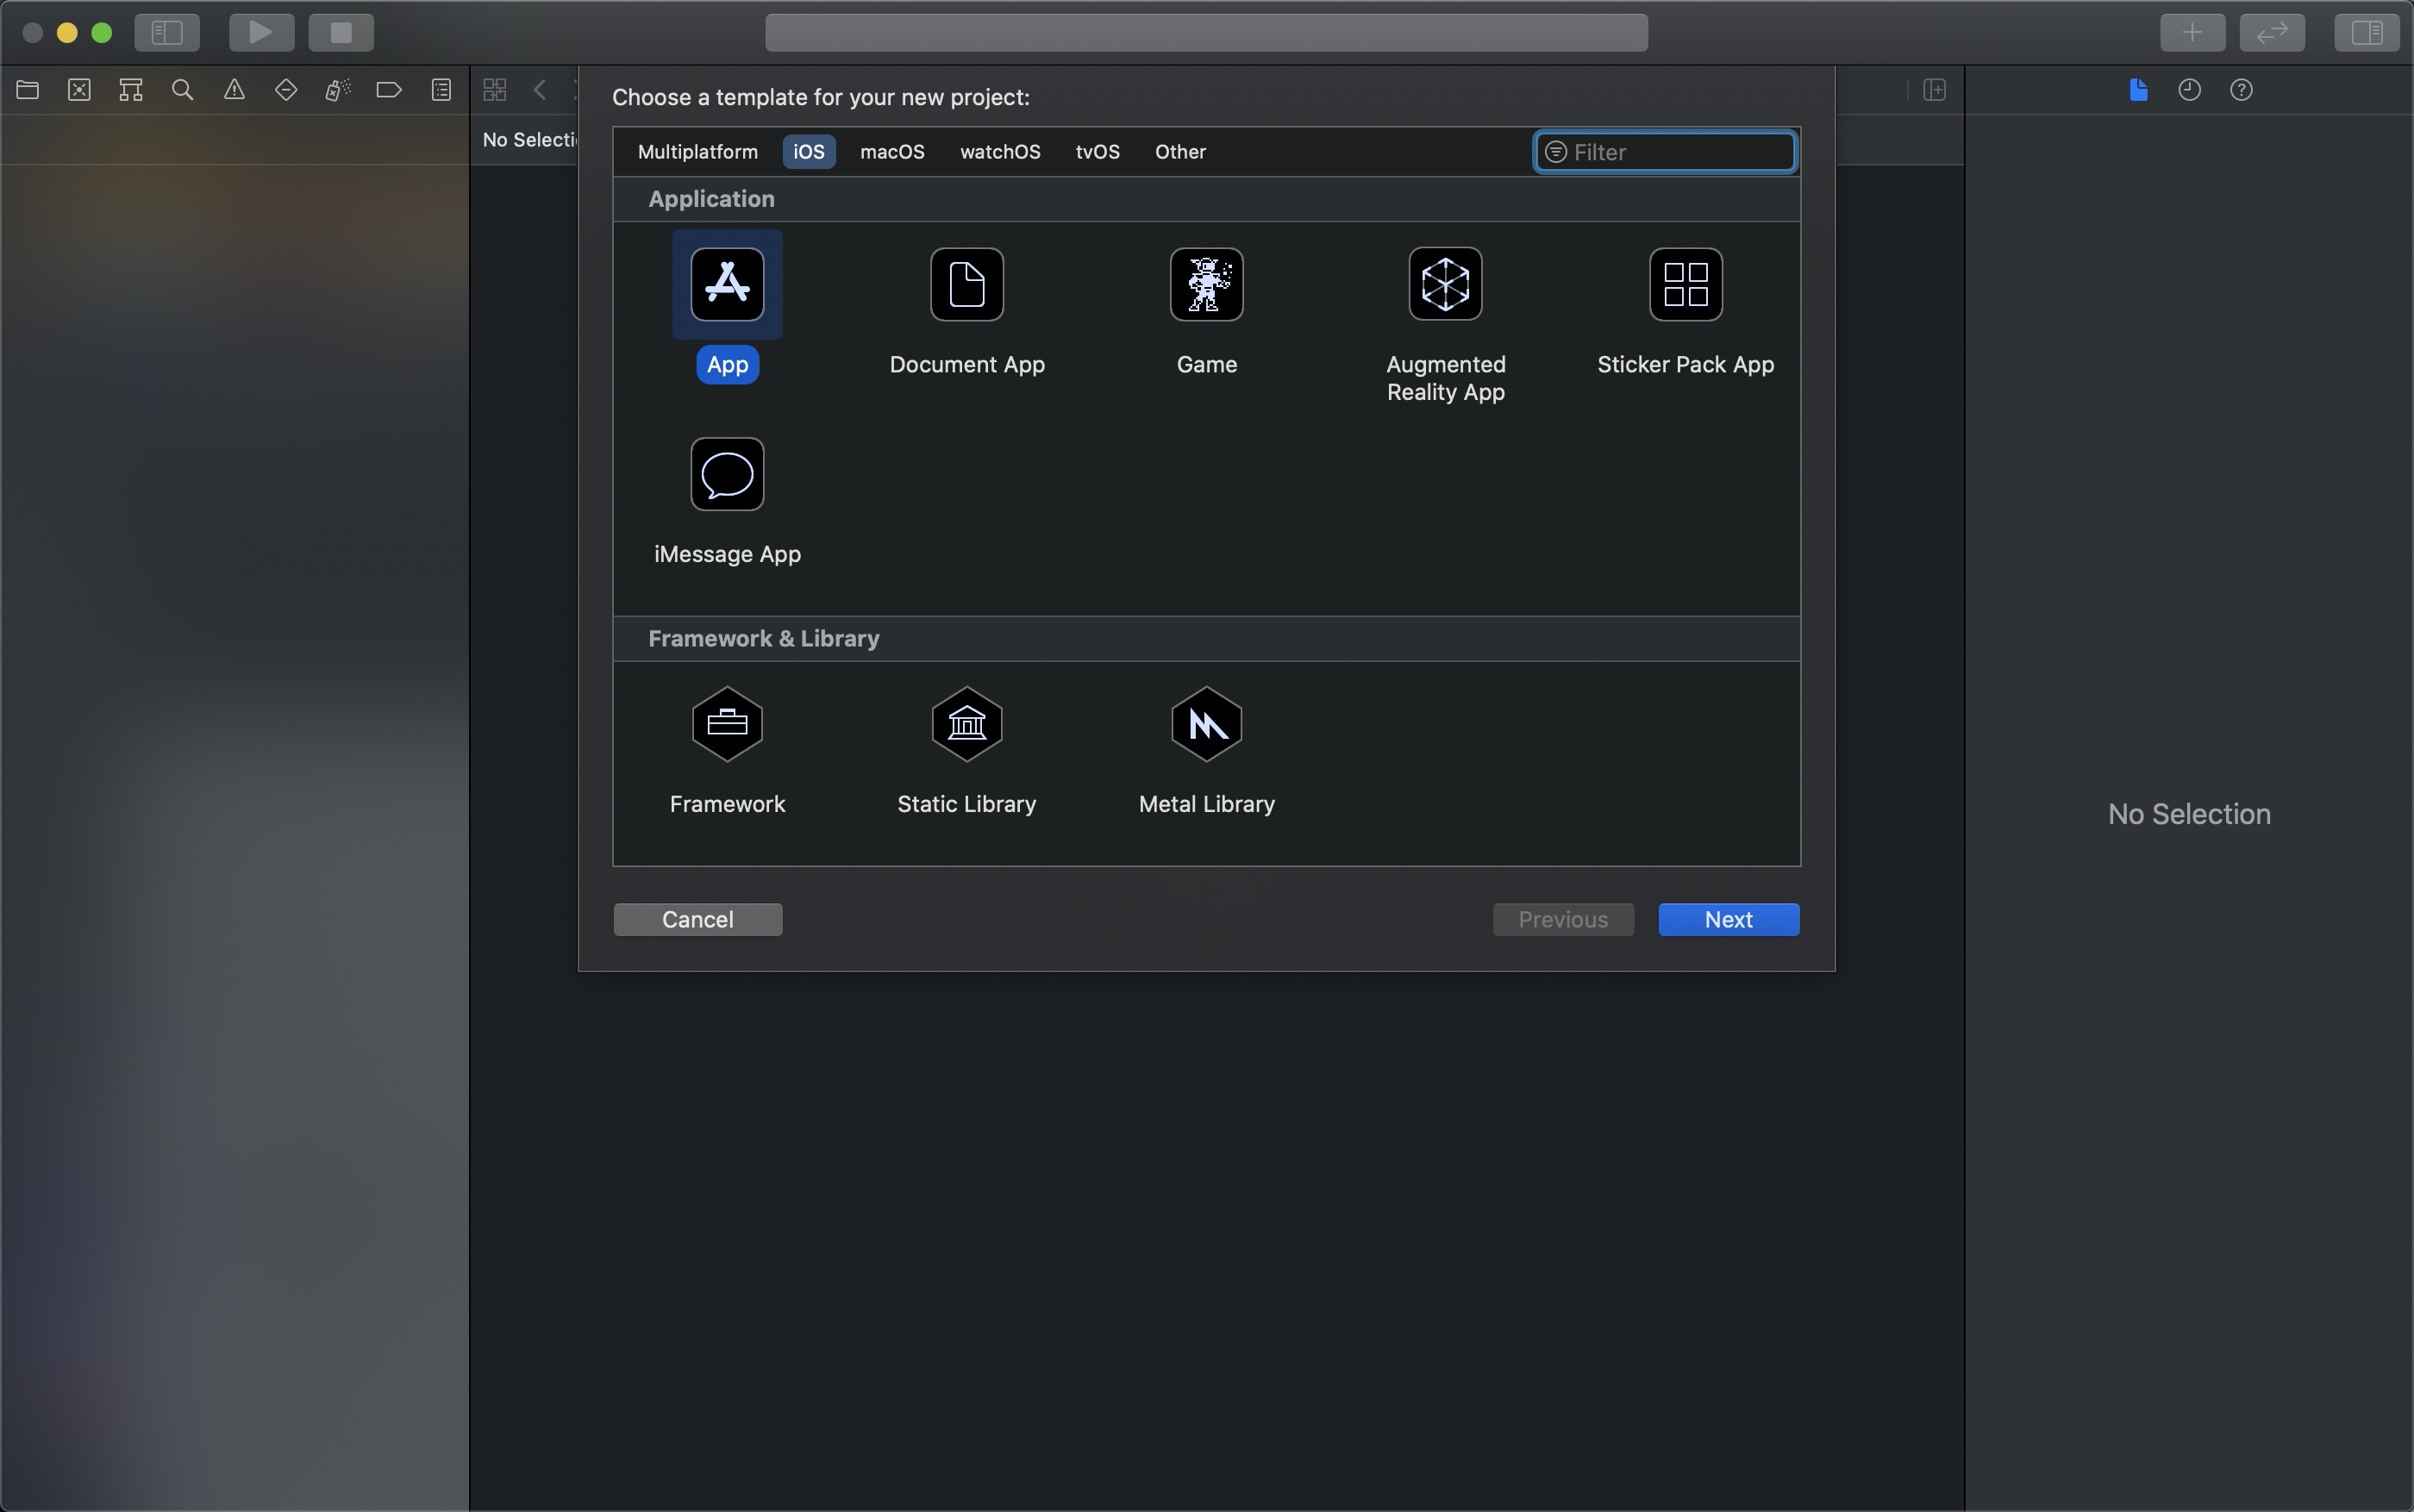 Choose a template for your new project:
No Selecti
Multiplatform iOS macOS watchOS tvOS Other Filter
Application
App Document App Game Augmented Reality App Sticker Pack App
iMessage App
Framework & Library
Framework Static Library Metal Library
No Selection
Cancel Previous Next